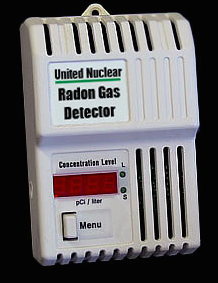 United Nuclear
Radon Gas
Detector
Concentration Level
L
S
pCi / liter
Menu